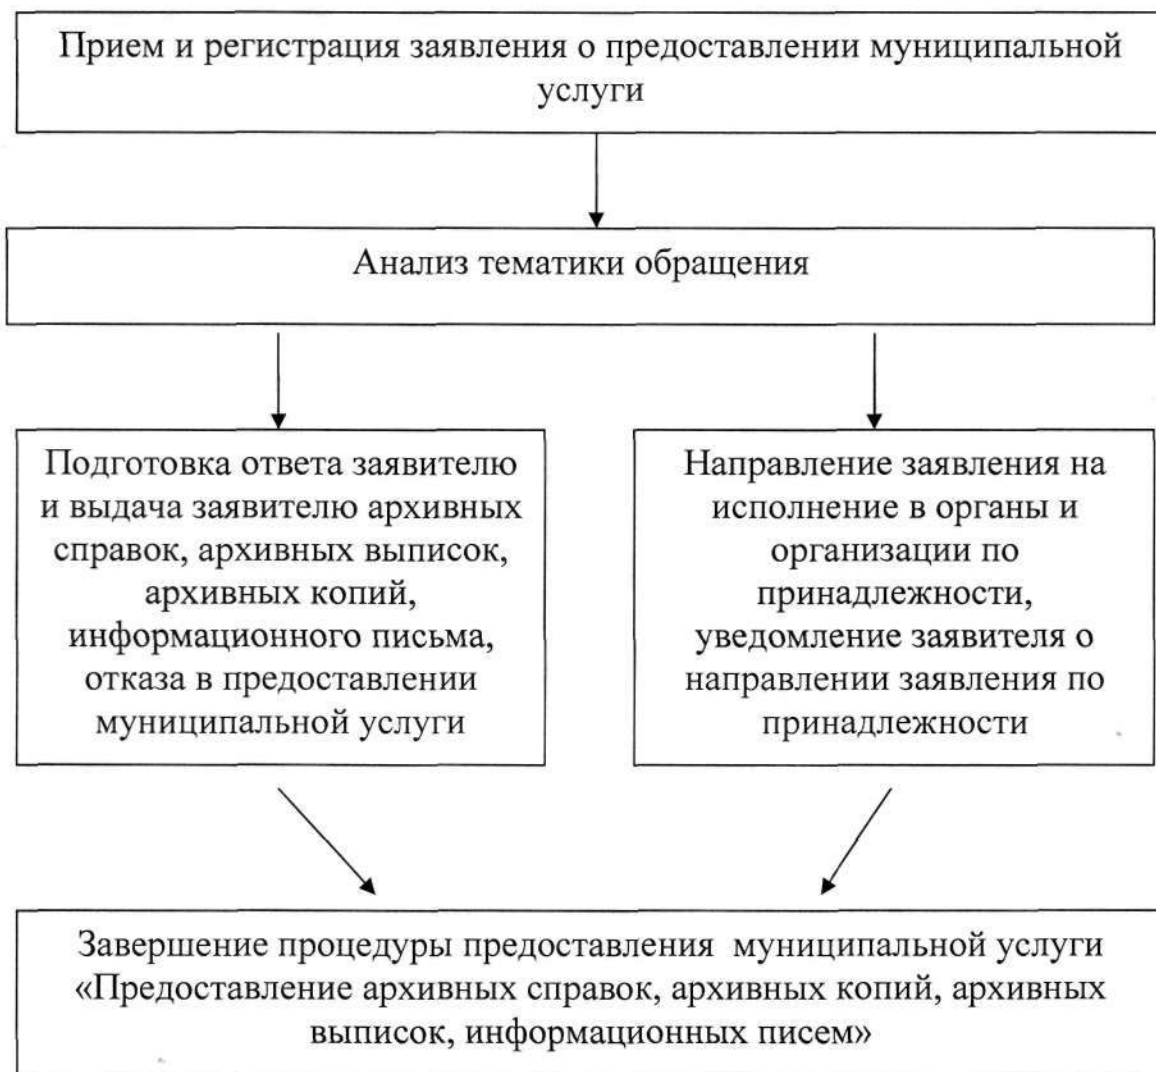 Прием и регистрация заявления о предоставлении муниципальной
услуги
Анализ тематики обращения
Подготовка ответа заявителю
и выдача заявителю архивных
справок, архивных выписок,
архивных копий,
информационного письма,
отказа в предоставлении
муниципальной услуги
Направление заявления на
исполнение в органы и
организации по
принадлежности,
уведомление заявителя о
направлении заявления по
принадлежности
Завершение процедуры предоставления муниципальной услуги
«Предоставление архивных справок, архивных копий, архивных
выписок, информационных писем»